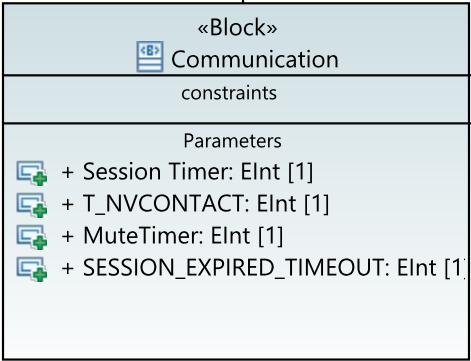 «Block»
<B> Communication
constraints
Parameters
+ Session Timer: EInt [1]
+ T_NVCONTACT: EInt [1]
+ MuteTimer: EInt [1]
+ SESSION_EXPIRED_TIMEOUT: EInt [1]